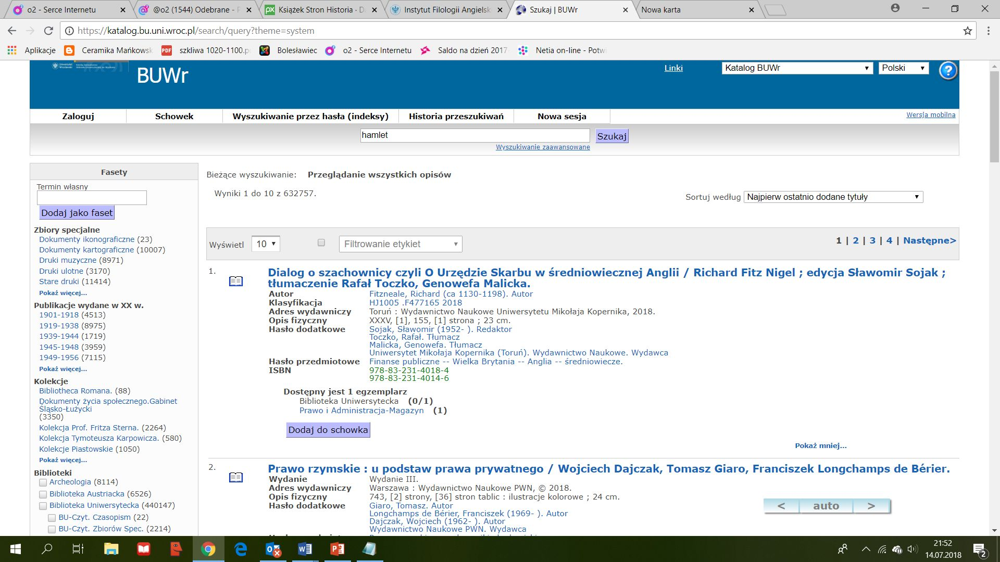 o2 - Serce Internetu
@o2 (1544) Odebrane - P
Książek Stron Historia · D
Instytut Filologii Angielsk
Szukaj | BUWr
Nowa karta
https://katalog.bu.uni.wroc.pl/search/query?theme=system
Aplikacje
Ceramika Mańkowsk
PDF
szkliwa 1020-1100.p
Bolesławiec
o2 - Serce Internetu
Saldo na dzień 2017-
Netia on-line - Potwi
BUWr
Linki
Katalog BUWr
Polski
Zaloguj
Schowek
Wyszukiwanie przez hasła (indeksy)
Historia przeszukiwań
Nowa sesja
Wersja mobilna
hamlet
Szukaj
Wyszukiwanie zaawansowane
Fasety
Termin własny
Dodaj jako faset
Zbiory specjalne
Dokumenty ikonograficzne (23)
Dokumenty kartograficzne (10007)
Druki muzyczne (8971)
Druki ulotne (3170)
Stare druki (11414)
Pokaż więcej...
Publikacje wydane w XX w.
1901-1918 (4513)
1919-1938 (8975)
1939-1944 (1719)
1945-1948 (3959)
1949-1956 (7115)
Pokaż więcej...
Kolekcje
Bibliotheca Romana. (88)
Dokumenty życia społecznego.Gabinet
Śląsko-Łużycki
(3350)
Kolekcja Prof. Fritza Sterna. (2264)
Kolekcja Tymoteusza Karpowicza. (580)
Kolekcje Piastowskie (1050)
Pokaż więcej...
Biblioteki
Archeologia (8114)
Biblioteka Austriacka (6526)
Biblioteka Uniwersytecka (440147)
BU-Czyt. Czasopism (22)
BU-Czyt. Zbiorów Spec. (2214)
Bieżące wyszukiwanie: Przeglądanie wszystkich opisów
Wyniki 1 do 10 z 632757.
Sortuj według Najpierw ostatnio dodane tytuły
Wyświetl 10 Filtrowanie etykiet
1 | 2 | 3 | 4 | Następne>
1.
Dialog o szachownicy czyli O Urzędzie Skarbu w średniowiecznej Anglii / Richard Fitz Nigel ; edycja Sławomir Sojak ;
tłumaczenie Rafał Toczko, Genowefa Malicka.
Autor Fitzneale, Richard (ca 1130-1198). Autor
Klasyfikacja HJ1005 .F477165 2018
Adres wydawniczy Toruń : Wydawnictwo Naukowe Uniwersytetu Mikołaja Kopernika, 2018.
Opis fizyczny XXXV, [1], 155, [1] strona ; 23 cm.
Hasło dodatkowe Sojak, Sławomir (1952- ). Redaktor
Toczko, Rafał. Tłumacz
Malicka, Genowefa. Tłumacz
Uniwersytet Mikołaja Kopernika (Toruń). Wydawnictwo Naukowe. Wydawca
Hasło przedmiotowe Finanse publiczne -- Wielka Brytania -- Anglia -- średniowiecze.
ISBN 978-83-231-4018-4
978-83-231-4014-6
Dostępny jest 1 egzemplarz
Biblioteka Uniwersytecka (0/1)
Prawo i Administracja-Magazyn (1)
Dodaj do schowka
Pokaż mniej...
2.
Prawo rzymskie : u podstaw prawa prywatnego / Wojciech Dajczak, Tomasz Giaro, Franciszek Longchamps de Bérier.
Wydanie Wydanie III.
Adres wydawniczy Warszawa : Wydawnictwo Naukowe PWN, © 2018.
Opis fizyczny 743, [2] strony, [36] stron tablic : ilustracje kolorowe ; 24 cm.
Hasło dodatkowe Giaro, Tomasz. Autor
Longchamps de Bérier, Franciszek (1969- ). Autor
Dajczak, Wojciech (1962- ). Autor
Wydawnictwo Naukowe PWN. Wydawca
< auto >
21:52
14.07.2018
2